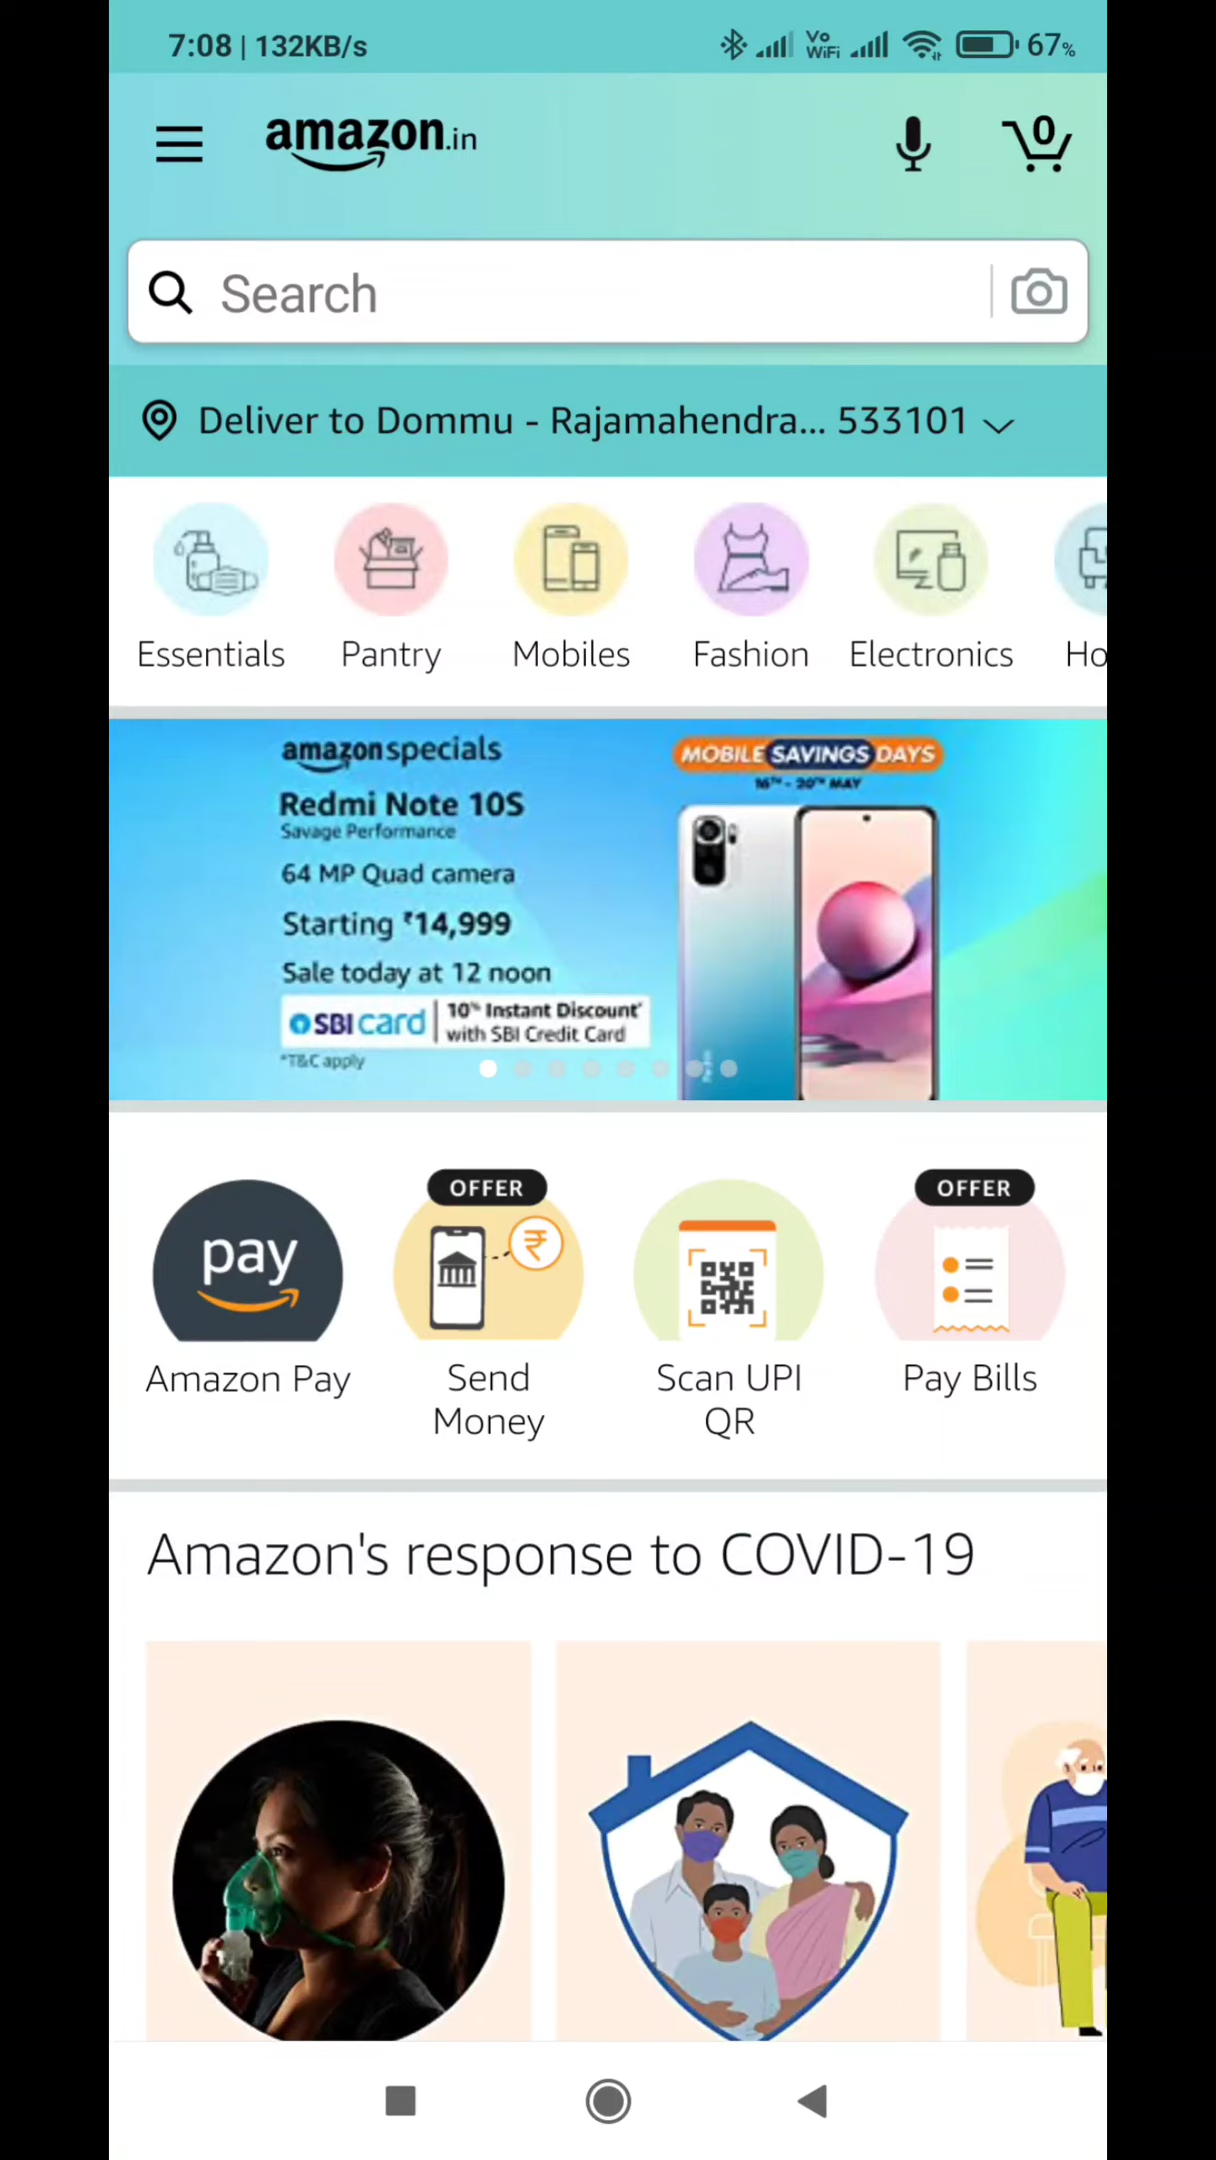 7:08 | 132KB/s
Vo WiFi
67%
amazon.in
0
Search
Deliver to Dommu - Rajamahendra... 533101
Essentials
Pantry
Mobiles
Fashion
Electronics
Ho
amazon specials
MOBILE SAVINGS DAYS
16TH - 20TH MAY
Redmi Note 10S
Savage Performance
64 MP Quad camera
Starting ₹14,999
Sale today at 12 noon
SBI card
10% Instant Discount*
with SBI Credit Card
*T&C apply
OFFER
OFFER
pay
Amazon Pay
Send
Money
Scan UPI
QR
Pay Bills
Amazon's response to COVID-19